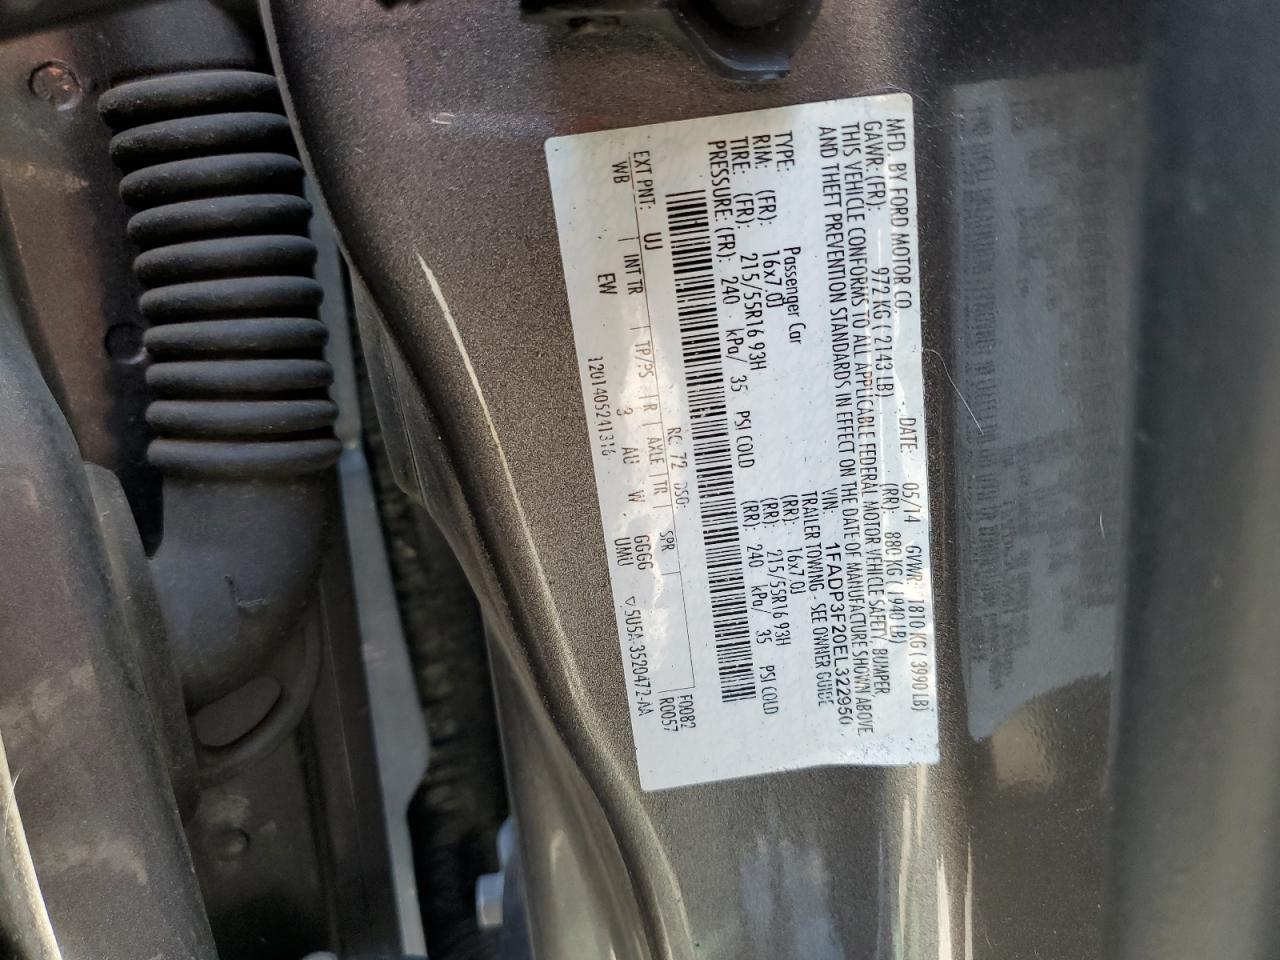 MFD. BY FORD MOTOR CO. DATE: 05/14 GVWR: 1810 KG ( 3990 LB)
GAWR: (FR): 972 KG ( 2143 LB) (RR): 880 KG ( 1940 LB)
THIS VEHICLE CONFORMS TO ALL APPLICABLE FEDERAL MOTOR VEHICLE SAFETY, BUMPER,
AND THEFT PREVENTION STANDARDS IN EFFECT ON THE DATE OF MANUFACTURE SHOWN ABOVE
VIN: 1FADP3F20EL322950
TYPE: Passenger Car TRAILER TOWING - SEE OWNER GUIDE
RIM: (FR): 16x7.0J (RR): 16x7.0J
TIRE: (FR): 215/55R16 93H (RR): 215/55R16 93H
PRESSURE: (FR): 240 kPa/ 35 PSI COLD (RR): 240 kPa/ 35 PSI COLD
RC: 72 DSO: F0082
EXT PNT: UJ INT TR TP/PS R AXLE TR SPR R0057
WB EW 3 AU W GGGG
UMU
1201405241316 ▽5U5A-3520472-AA